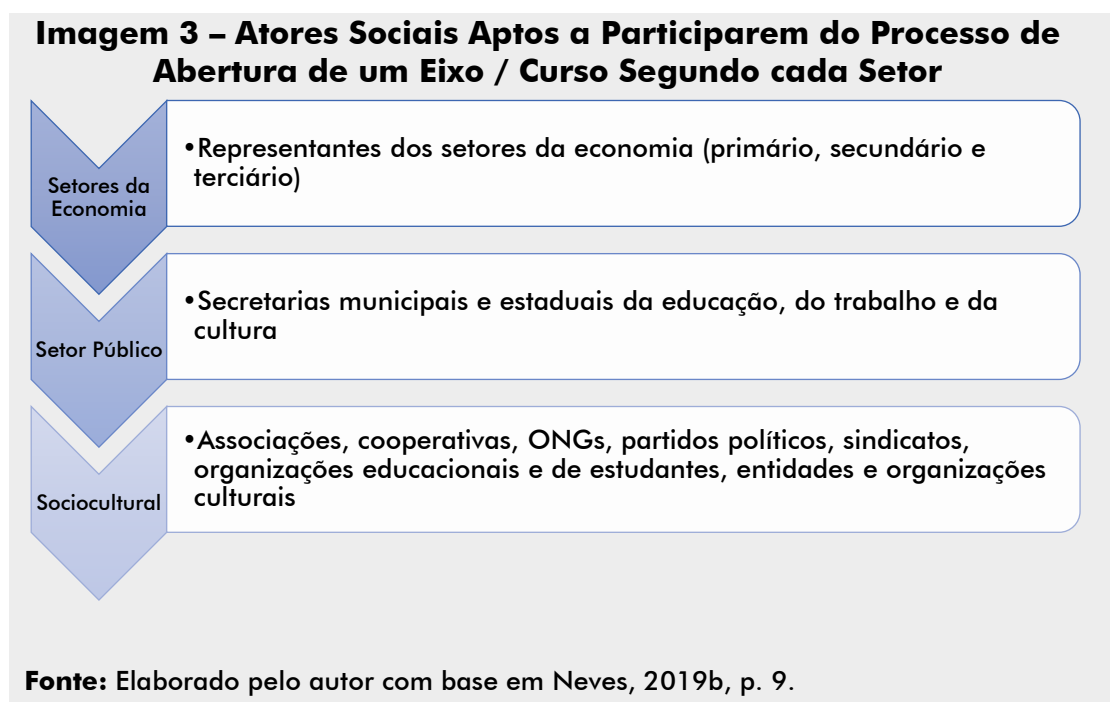 Imagem 3 – Atores Sociais Aptos a Participarem do Processo de
Abertura de um Eixo / Curso Segundo cada Setor
Setores da
Economia
•Representantes dos setores da economia (primário, secundário e
terciário)
Setor Público
•Secretarias municipais e estaduais da educação, do trabalho e da
cultura
Sociocultural
•Associações, cooperativas, ONGs, partidos políticos, sindicatos,
organizações educacionais e de estudantes, entidades e organizações
culturais
Fonte: Elaborado pelo autor com base em Neves, 2019b, p. 9.